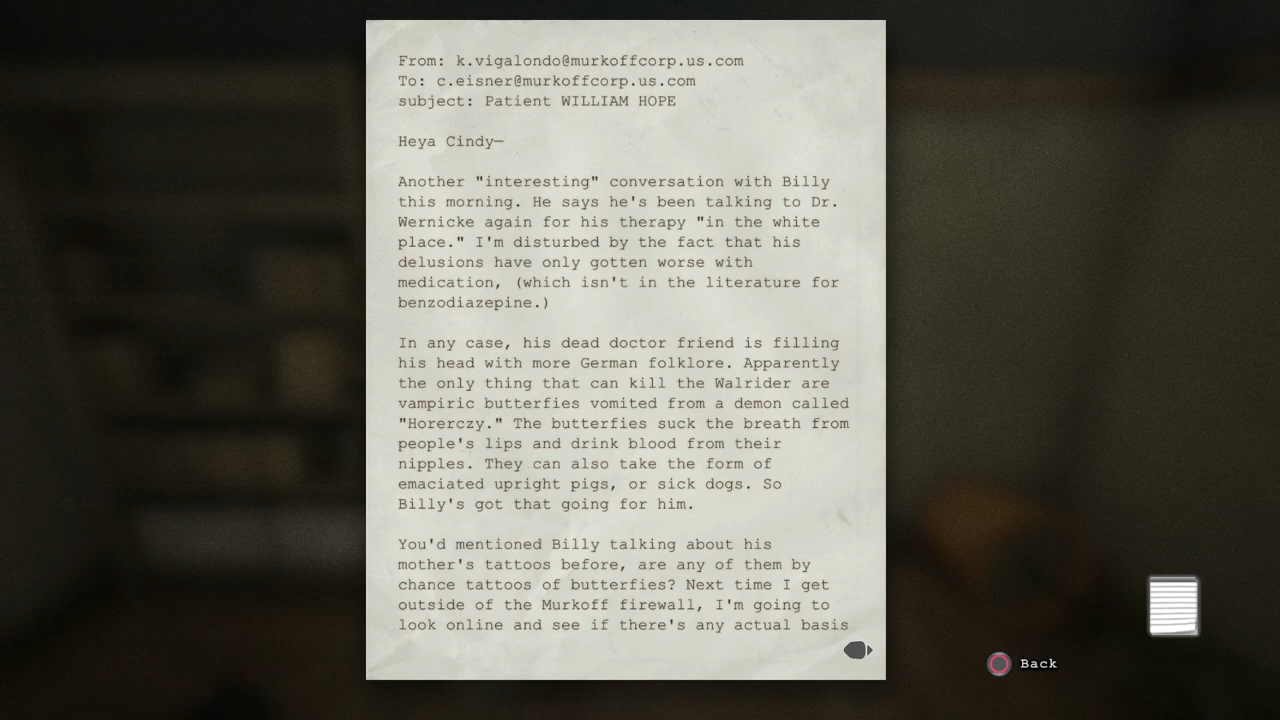 From: k.vigalondo@murkoffcorp.us.com
To: c.eisner@murkoffcorp.us.com
subject: Patient WILLIAM HOPE
Heya Cindy—
Another "interesting" conversation with Billy
this morning. He says he's been talking to Dr.
Wernicke again for his therapy "in the white
place." I'm disturbed by the fact that his
delusions have only gotten worse with
medication, (which isn't in the literature for
benzodiazepine.)
In any case, his dead doctor friend is filling
his head with more German folklore. Apparently
the only thing that can kill the Walrider are
vampiric butterfies vomited from a demon called
"Horerczy." The butterfies suck the breath from
people's lips and drink blood from their
nipples. They can also take the form of
emaciated upright pigs, or sick dogs. So
Billy's got that going for him.
You'd mentioned Billy talking about his
mother's tattoos before, are any of them by
chance tattoos of butterfies? Next time I get
outside of the Murkoff firewall, I'm going to
look online and see if there's any actual basis
Back